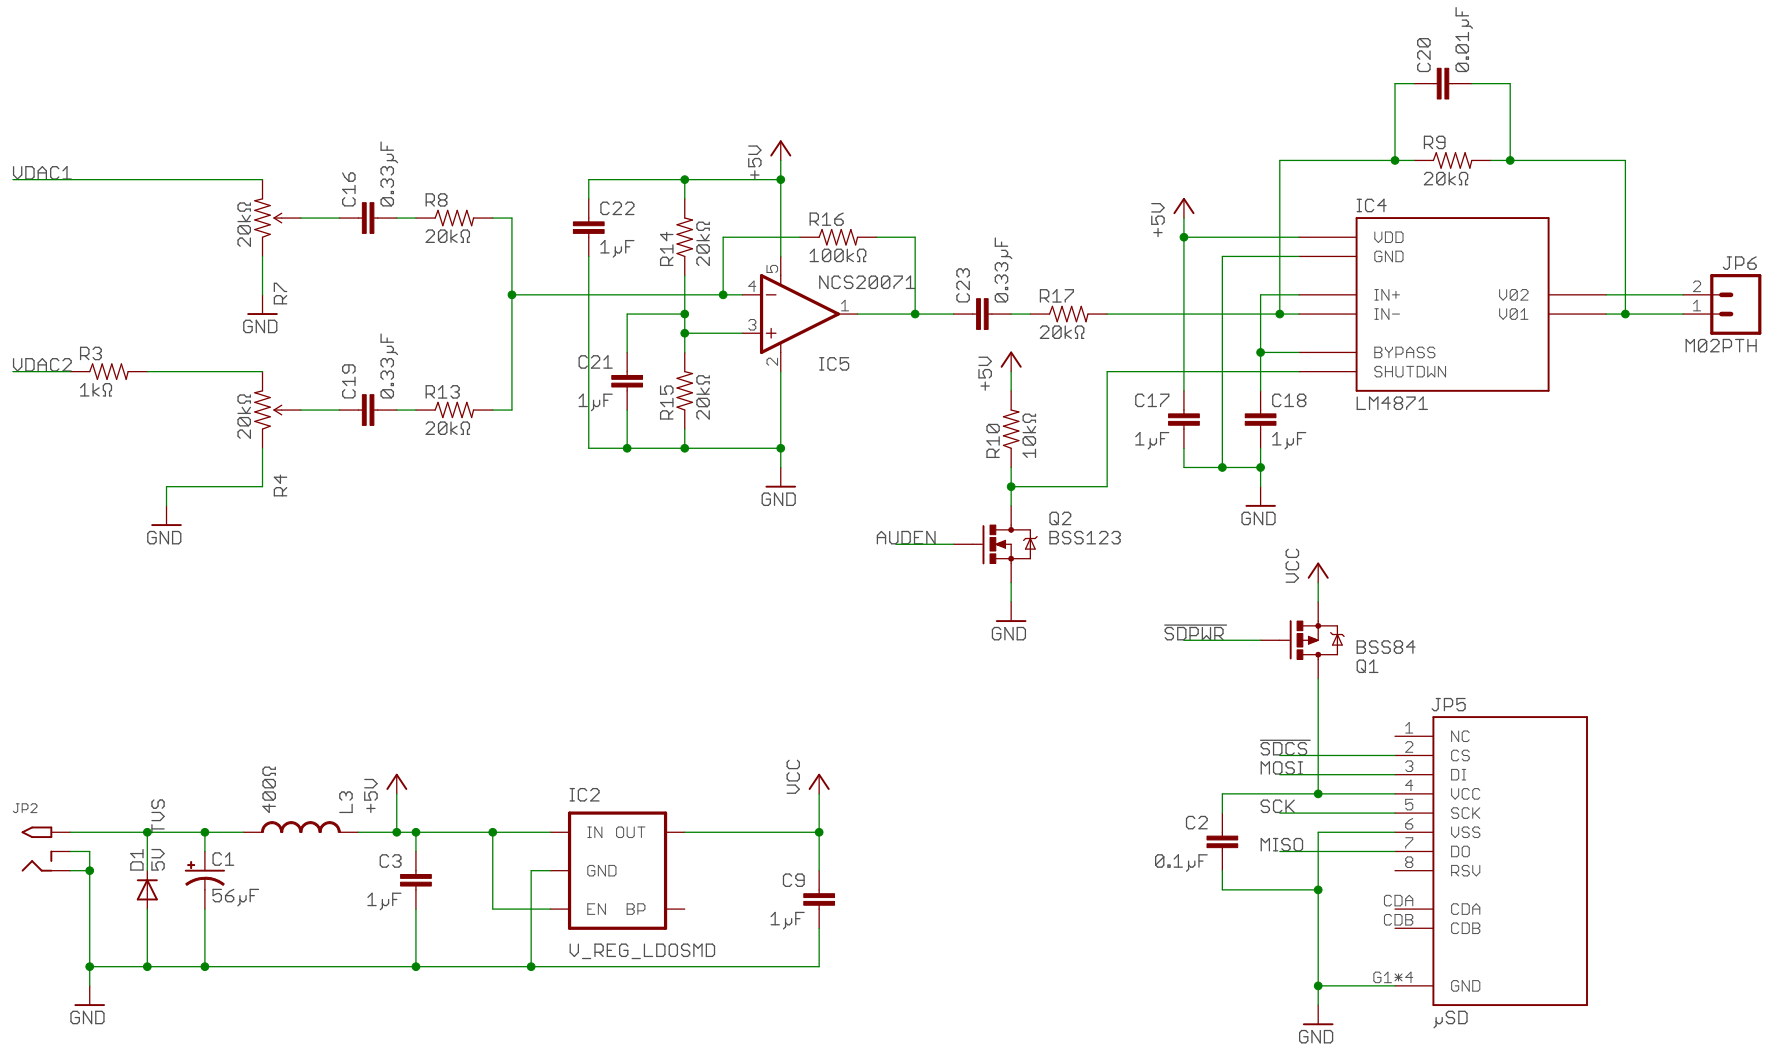 VDAC1
20kΩ
R7
GND
C16
0.33µF
R8
20kΩ
VDAC2
R3
1kΩ
20kΩ
R4
GND
C19
0.33µF
R13
20kΩ
C22
1µF
C21
1µF
R14
20kΩ
R15
20kΩ
+5V
R16
100kΩ
NCS20071
4
3
5
2
1
IC5
GND
C23
0.33µF
R17
20kΩ
+5V
R10
10kΩ
AUDEN
Q2
BSS123
GND
C20
0.01µF
R9
20kΩ
+5V
IC4
VDD
GND
IN+
IN-
BYPASS
SHUTDWN
VO2
VO1
LM4871
C17
1µF
C18
1µF
GND
JP6
2
1
M02PTH
VCC
SDPWR
BSS84
Q1
JP5
1 NC
SDCS 2 CS
MOSI 3 DI
4 VCC
SCK 5 SCK
6 VSS
MISO 7 DO
8 RSV
CDA CDA
CDB CDB
G1*4 GND
µSD
C2
0.1µF
GND
JP2
D1
5V
TVS
C1
56µF
400Ω
L3
+5V
C3
1µF
IC2
IN OUT
GND
EN BP
V_REG_LDOSMD
VCC
C9
1µF
GND